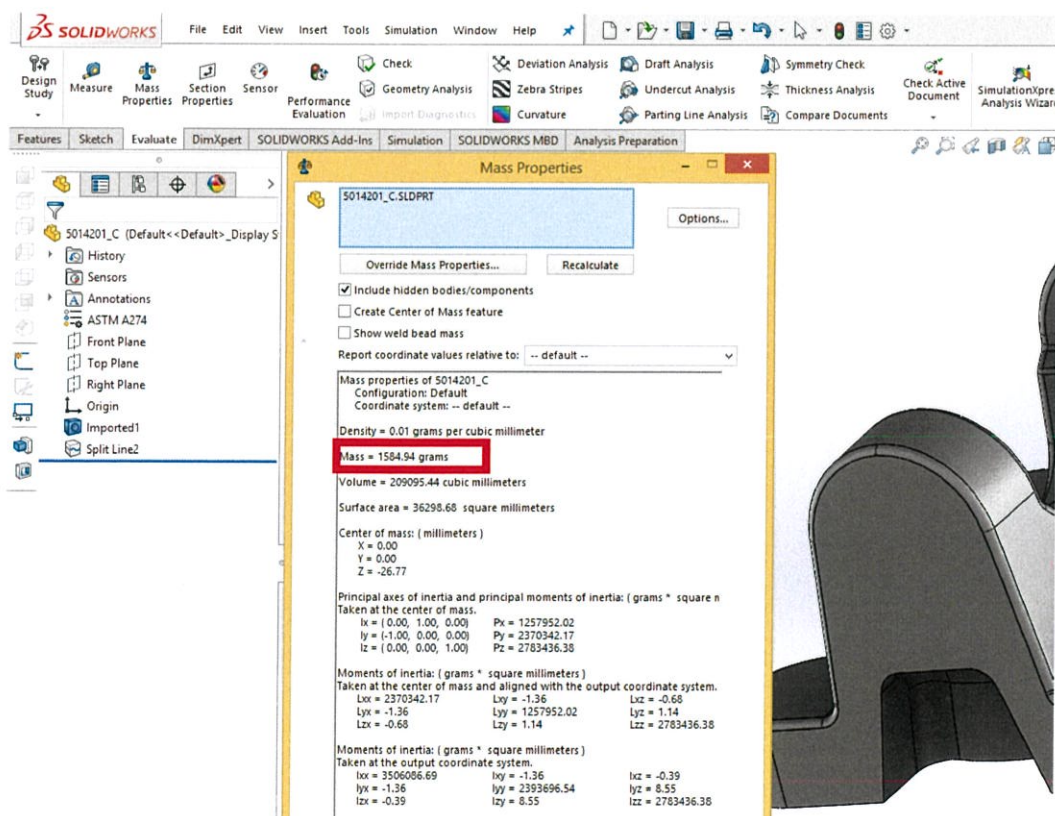 SOLIDWORKS File Edit View Insert Tools Simulation Window Help
Design Study
Measure
Mass Properties
Section Properties
Sensor
Performance Evaluation
Check
Geometry Analysis
Import Diagnostics
Deviation Analysis
Zebra Stripes
Curvature
Draft Analysis
Undercut Analysis
Parting Line Analysis
Symmetry Check
Thickness Analysis
Compare Documents
Check Active Document
SimulationXpre
Analysis Wizar
Features Sketch Evaluate DimXpert SOLIDWORKS Add-Ins Simulation SOLIDWORKS MBD Analysis Preparation
5014201_C (Default<<Default>_Display S
History
Sensors
Annotations
ASTM A274
Front Plane
Top Plane
Right Plane
Origin
Imported1
Split Line2
Mass Properties
5014201_C.SLDPRT
Options...
Override Mass Properties... Recalculate
Include hidden bodies/components
Create Center of Mass feature
Show weld bead mass
Report coordinate values relative to: -- default --
Mass properties of 5014201_C
Configuration: Default
Coordinate system: -- default --
Density = 0.01 grams per cubic millimeter
Mass = 1584.94 grams
Volume = 209095.44 cubic millimeters
Surface area = 36298.68 square millimeters
Center of mass: ( millimeters )
X = 0.00
Y = 0.00
Z = -26.77
Principal axes of inertia and principal moments of inertia: ( grams * square n
Taken at the center of mass.
Ix = ( 0.00, 1.00, 0.00) Px = 1257952.02
Iy = (-1.00, 0.00, 0.00) Py = 2370342.17
Iz = ( 0.00, 0.00, 1.00) Pz = 2783436.38
Moments of inertia: ( grams * square millimeters )
Taken at the center of mass and aligned with the output coordinate system.
Lxx = 2370342.17 Lxy = -1.36 Lxz = -0.68
Lyx = -1.36 Lyy = 1257952.02 Lyz = 1.14
Lzx = -0.68 Lzy = 1.14 Lzz = 2783436.38
Moments of inertia: ( grams * square millimeters )
Taken at the output coordinate system.
Ixx = 3506086.69 Ixy = -1.36 Ixz = -0.39
Iyx = -1.36 Iyy = 2393696.54 Iyz = 8.55
Izx = -0.39 Izy = 8.55 Izz = 2783436.38